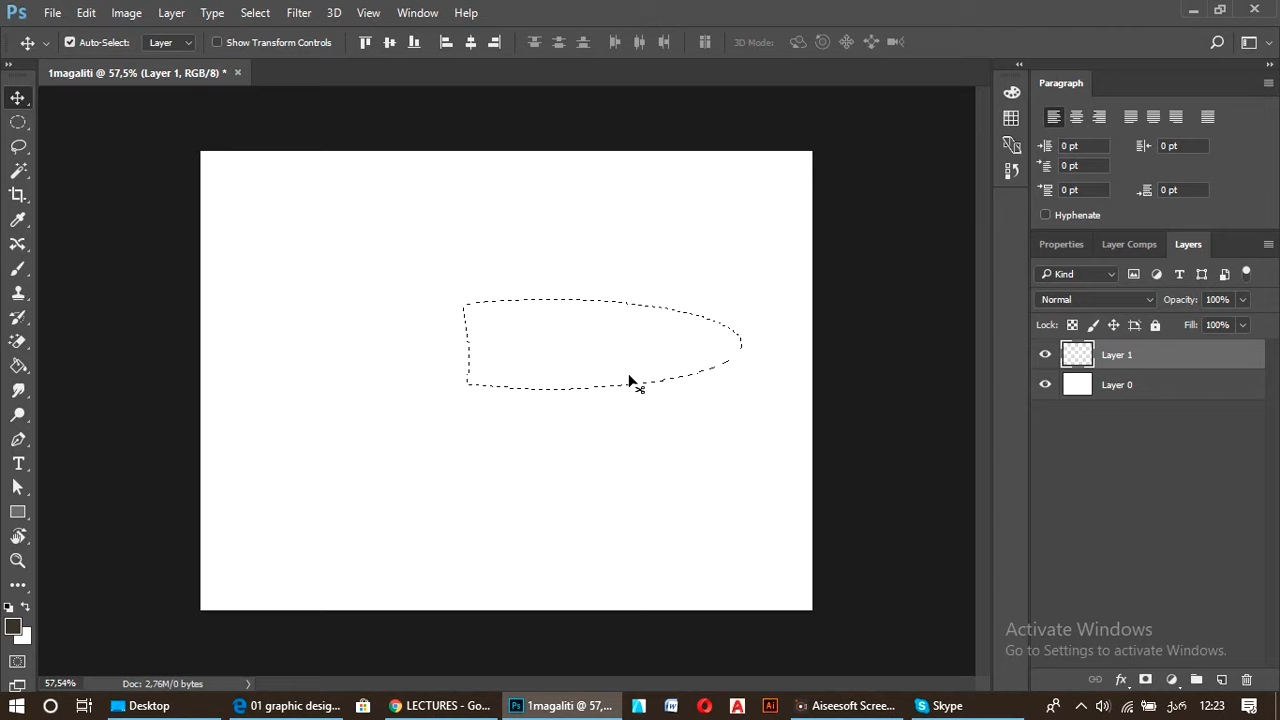 Ps File Edit Image Layer Type Select Filter 3D View Window Help
Auto-Select: Layer Show Transform Controls 3D Mode:
1magaliti @ 57,5% (Layer 1, RGB/8) * ×
Paragraph
0 pt 0 pt
0 pt
0 pt 0 pt
Hyphenate
Properties Layer Comps Layers
Kind
Normal Opacity: 100%
Lock: Fill: 100%
Layer 1
Layer 0
Activate Windows
Go to Settings to activate Windows.
57,54% Doc: 2,76M/0 bytes
Desktop 01 graphic desig... LECTURES - Go... Ps 1magaliti @ 57,... Ai Aiseesoft Scree... Skype ქარ 12:23